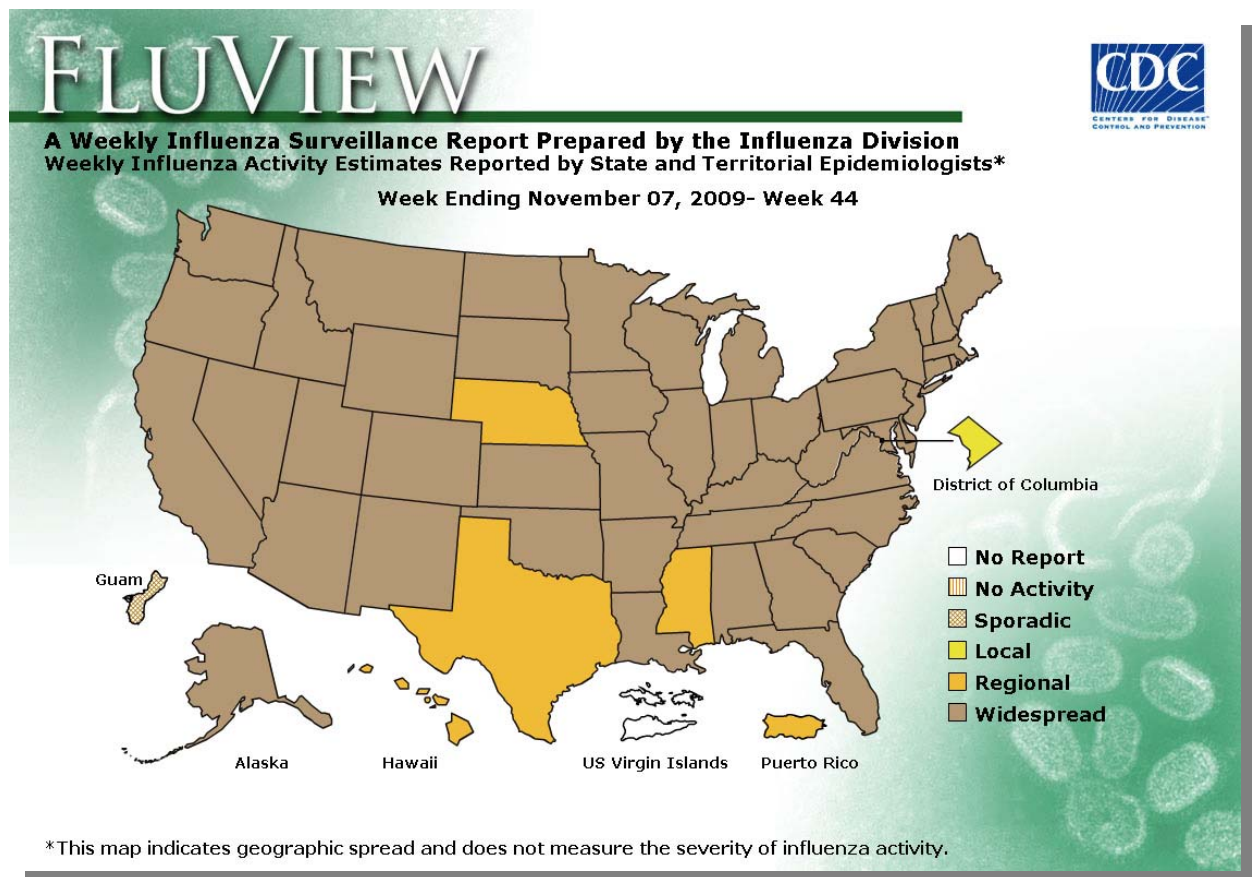 FLUVIEW
CDC
CENTERS FOR DISEASE
CONTROL AND PREVENTION
A Weekly Influenza Surveillance Report Prepared by the Influenza Division
Weekly Influenza Activity Estimates Reported by State and Territorial Epidemiologists*
Week Ending November 07, 2009- Week 44
District of Columbia
No Report
No Activity
Sporadic
Local
Regional
Widespread
Guam
Alaska
Hawaii
US Virgin Islands
Puerto Rico
*This map indicates geographic spread and does not measure the severity of influenza activity.